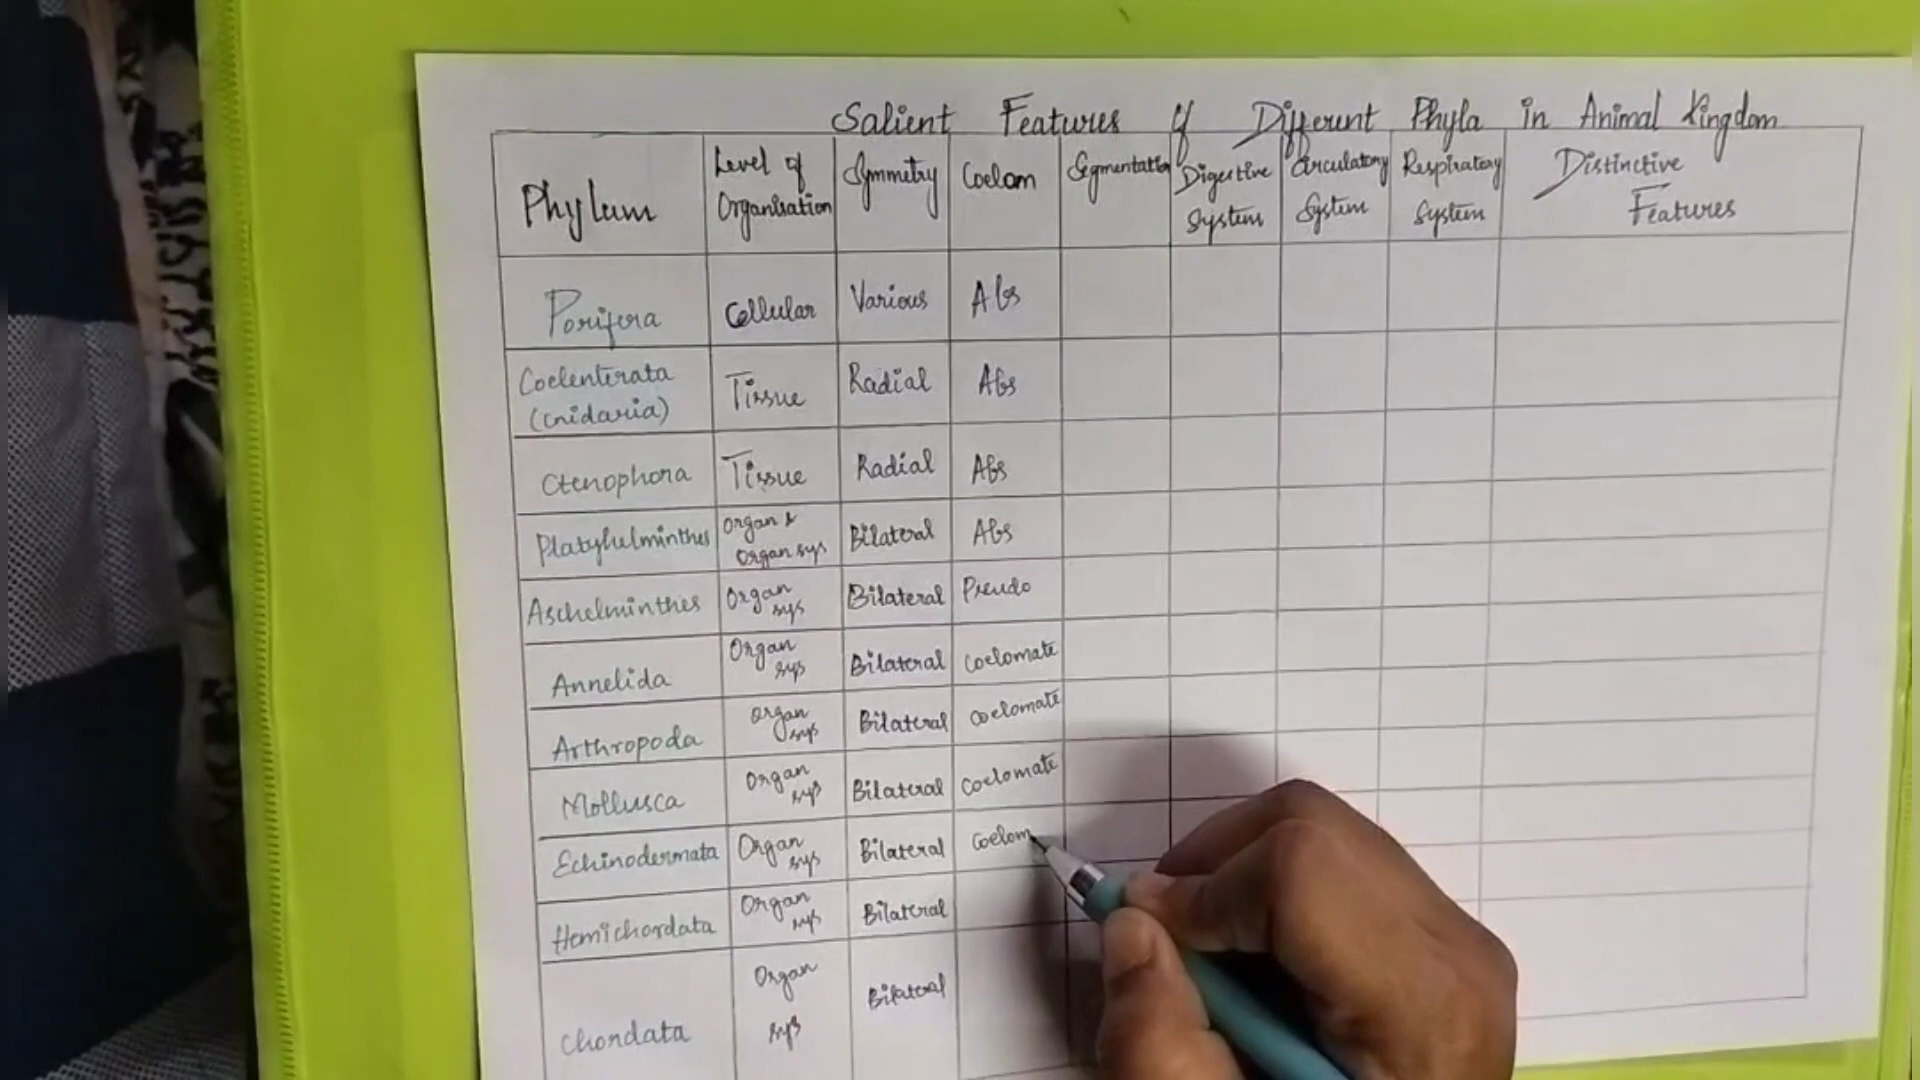 Salient Features of Different Phyla in Animal Kingdom
Phylum
Level of
Organisation
Symmetry
Coelom
Segmentation
Digestive
System
Circulatory
System
Respiratory
System
Distinctive
Features
Porifera
Cellular
Various
Abs
Coelenterata
(Cnidaria)
Tissue
Radial
Abs
Ctenophora
Tissue
Radial
Abs
Platyhelminthes
Organ &
Organ sys
Bilateral
Abs
Aschelminthes
Organ
sys
Bilateral
Pseudo
Annelida
Organ
sys
Bilateral
Coelomate
Arthropoda
Organ
sys
Bilateral
Coelomate
Mollusca
Organ
sys
Bilateral
Coelomate
Echinodermata
Organ
sys
Bilateral
Coelom
Hemichordata
Organ
sys
Bilateral
Chordata
Organ
sys
Bilateral